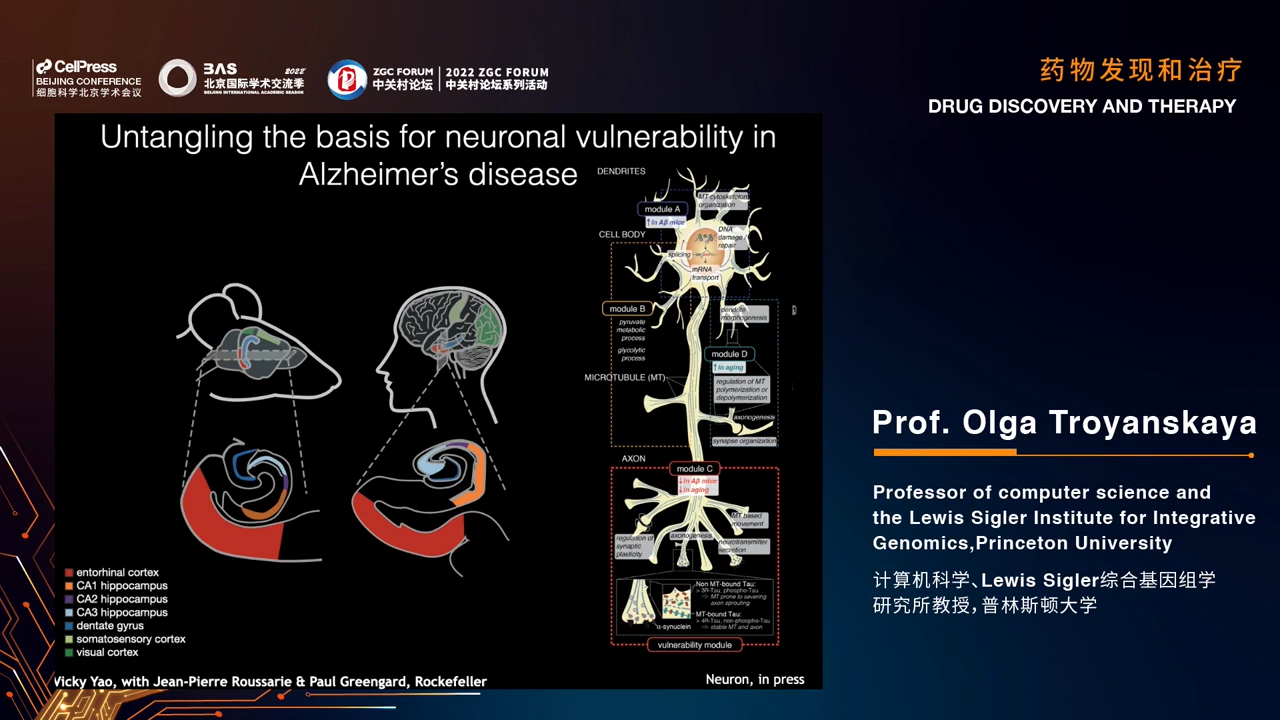 CelPress
BEIJING CONFERENCE
细胞科学北京学术会议
BAS 2022
北京国际学术交流季
BEIJING INTERNATIONAL ACADEMIC SEASON
ZGC FORUM
中关村论坛
2022 ZGC FORUM
中关村论坛系列活动
药物发现和治疗
DRUG DISCOVERY AND THERAPY
Untangling the basis for neuronal vulnerability in
Alzheimer's disease
DENDRITES
MT cytoskeleton
organization
module A
↑ In Aβ mice
DNA
damage /
repair
CELL BODY
splicing
mRNA
transport
module B
pyruvate
metabolic
process
glycolytic
process
dendrite
morphogenesis
module D
↑ In aging
MICROTUBULE (MT)
regulation of MT
polymerization or
depolymerization
axonogenesis
synapse organization
AXON
module C
↓ In Aβ mice
↓ In aging
MT based
movement
regulation of
synaptic
plasticity
axonogenesis
neurotransmitter
secretion
Non MT-bound Tau:
> 3R-Tau, phospho-Tau
⇒ MT prone to severing
axon sprouting
MT-bound Tau:
> 4R-Tau, non-phospho-Tau
⇒ stable MT and axon
α-synuclein
vulnerability module
entorhinal cortex
CA1 hippocampus
CA2 hippocampus
CA3 hippocampus
dentate gyrus
somatosensory cortex
visual cortex
Vicky Yao, with Jean-Pierre Roussarie & Paul Greengard, Rockefeller
Neuron, in press
Prof. Olga Troyanskaya
Professor of computer science and
the Lewis Sigler Institute for Integrative
Genomics,Princeton University
计算机科学、Lewis Sigler综合基因组学
研究所教授，普林斯顿大学